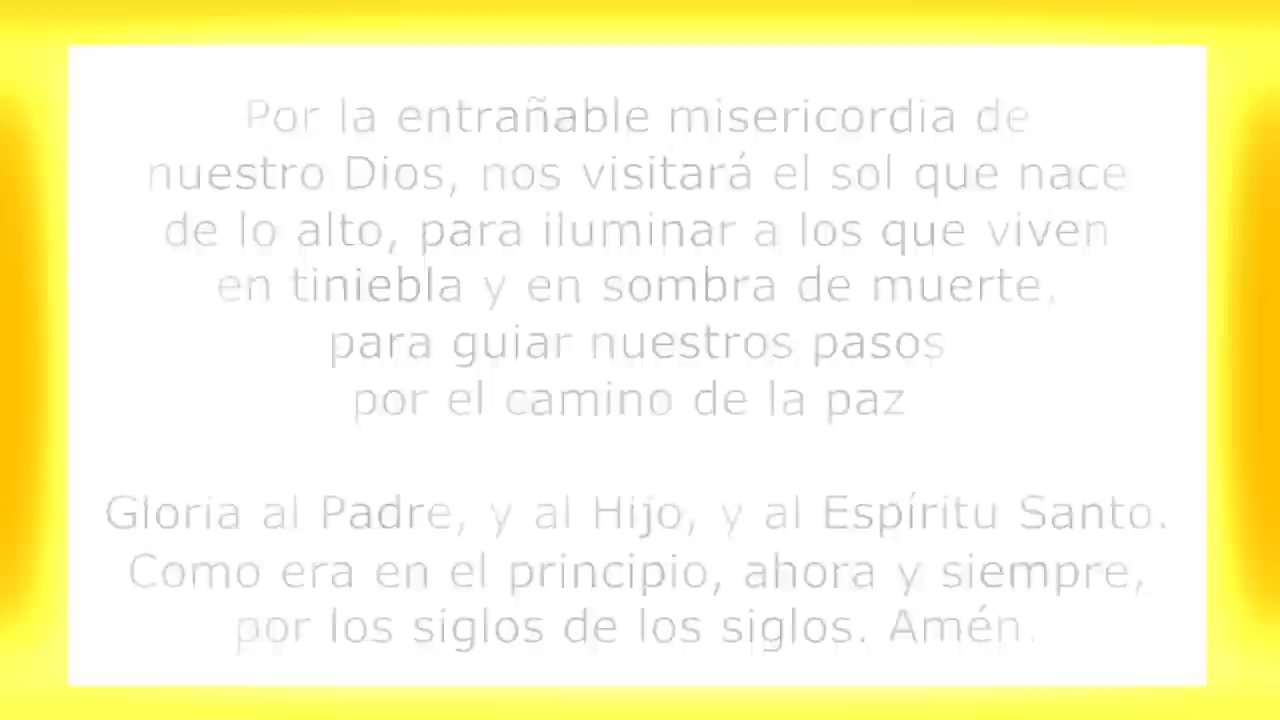 Por la entrañable misericordia de
nuestro Dios, nos visitará el sol que nace
de lo alto, para iluminar a los que viven
en tiniebla y en sombra de muerte,
para guiar nuestros pasos
por el camino de la paz
Gloria al Padre, y al Hijo, y al Espíritu Santo.
Como era en el principio, ahora y siempre,
por los siglos de los siglos. Amén.